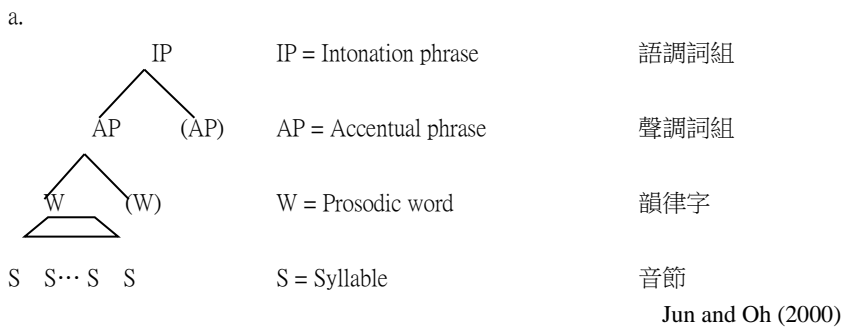 a.
IP IP = Intonation phrase 語調詞組
AP (AP) AP = Accentual phrase 聲調詞組
W (W) W = Prosodic word 韻律字
S S… S S S = Syllable 音節
Jun and Oh (2000)